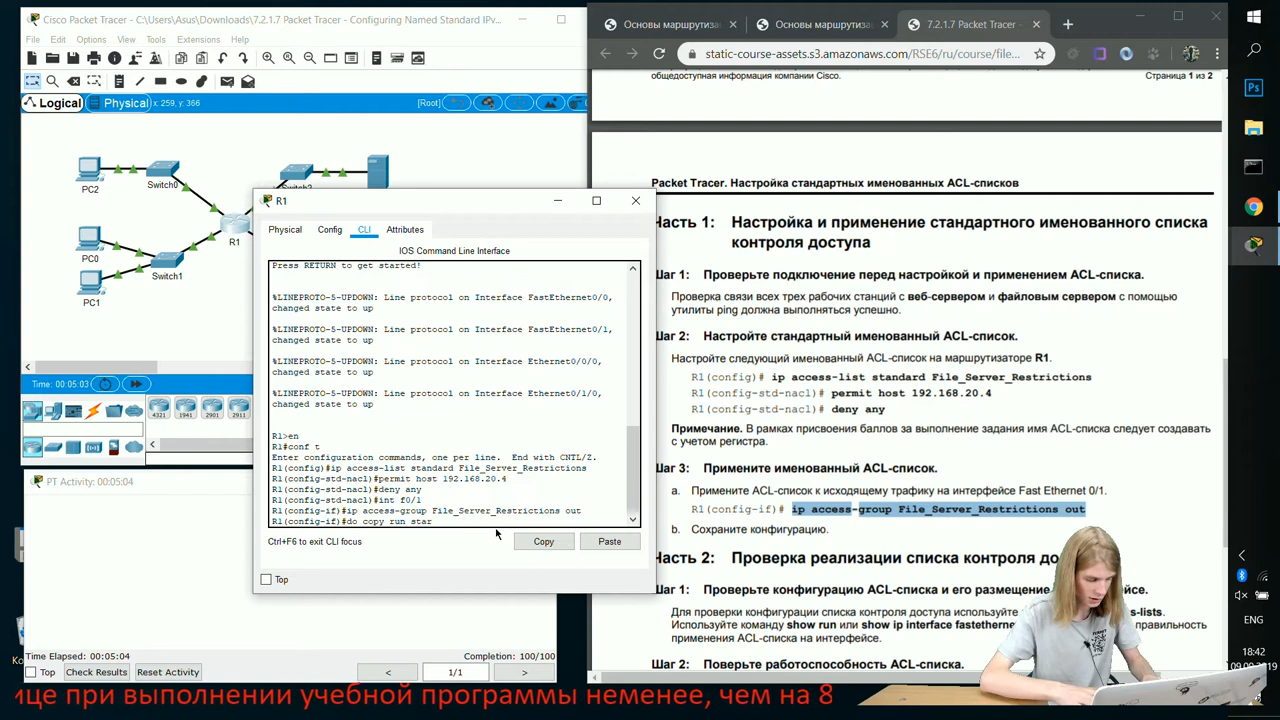 Cisco Packet Tracer - C:\Users\Asus\Downloads\7.2.1.7 Packet Tracer - Configuring Named Standard IPv...
File Edit Options View Tools Extensions Help
Logical
Physical
x: 259, y: 366
[Root]
PC2
Switch0
R1
PC0
Switch1
PC1
Time: 00:05:03
4321 1941 2901 2911
PT Activity: 00:05:04
Time Elapsed: 00:05:04
Completion: 100/100
Top
Check Results
Reset Activity
<
1/1
>
R1
Physical Config CLI Attributes
IOS Command Line Interface
Press RETURN to get started!
%LINEPROTO-5-UPDOWN: Line protocol on Interface FastEthernet0/0,
changed state to up
%LINEPROTO-5-UPDOWN: Line protocol on Interface FastEthernet0/1,
changed state to up
%LINEPROTO-5-UPDOWN: Line protocol on Interface Ethernet0/0/0,
changed state to up
%LINEPROTO-5-UPDOWN: Line protocol on Interface Ethernet0/1/0,
changed state to up
R1>en
R1#conf t
Enter configuration commands, one per line. End with CNTL/Z.
R1(config)#ip access-list standard File_Server_Restrictions
R1(config-std-nacl)#permit host 192.168.20.4
R1(config-std-nacl)#deny any
R1(config-std-nacl)#int f0/1
R1(config-if)#ip access-group File_Server_Restrictions out
R1(config-if)#do copy run star
Ctrl+F6 to exit CLI focus
Copy
Paste
Top
Основы маршрутиза
Основы маршрутиза
7.2.1.7 Packet Tracer -
static-course-assets.s3.amazonaws.com/RSE6/ru/course/file...
общедоступная информация компании Cisco.
Страница 1 из 2
Packet Tracer. Настройка стандартных именованных ACL-списков
Часть 1: Настройка и применение стандартного именованного списка
контроля доступа
Шаг 1: Проверьте подключение перед настройкой и применением ACL-списка.
Проверка связи всех трех рабочих станций с веб-сервером и файловым сервером с помощью
утилиты ping должна выполняться успешно.
Шаг 2: Настройте стандартный именованный ACL-список.
Настройте следующий именованный ACL-список на маршрутизаторе R1.
R1(config)# ip access-list standard File_Server_Restrictions
R1(config-std-nacl)# permit host 192.168.20.4
R1(config-std-nacl)# deny any
Примечание. В рамках присвоения баллов за выполнение задания имя ACL-списка следует создавать
с учетом регистра.
Шаг 3: Примените именованный ACL-список.
a. Примените ACL-список к исходящему трафику на интерфейсе Fast Ethernet 0/1.
R1(config-if)# ip access-group File_Server_Restrictions out
b. Сохраните конфигурацию.
Часть 2: Проверка реализации списка контроля до
Шаг 1: Проверьте конфигурацию ACL-списка и его размещение
се.
Для проверки конфигурации списка контроля доступа используйте
s-lists.
Используйте команду show run или show ip interface fastetherne
правильность
применения ACL-списка на интерфейсе.
Шаг 2: Поверьте работоспособность ACL-списка.
Ps
ENG
18:42
ице при выполнении учебной программы неменее, чем на 8